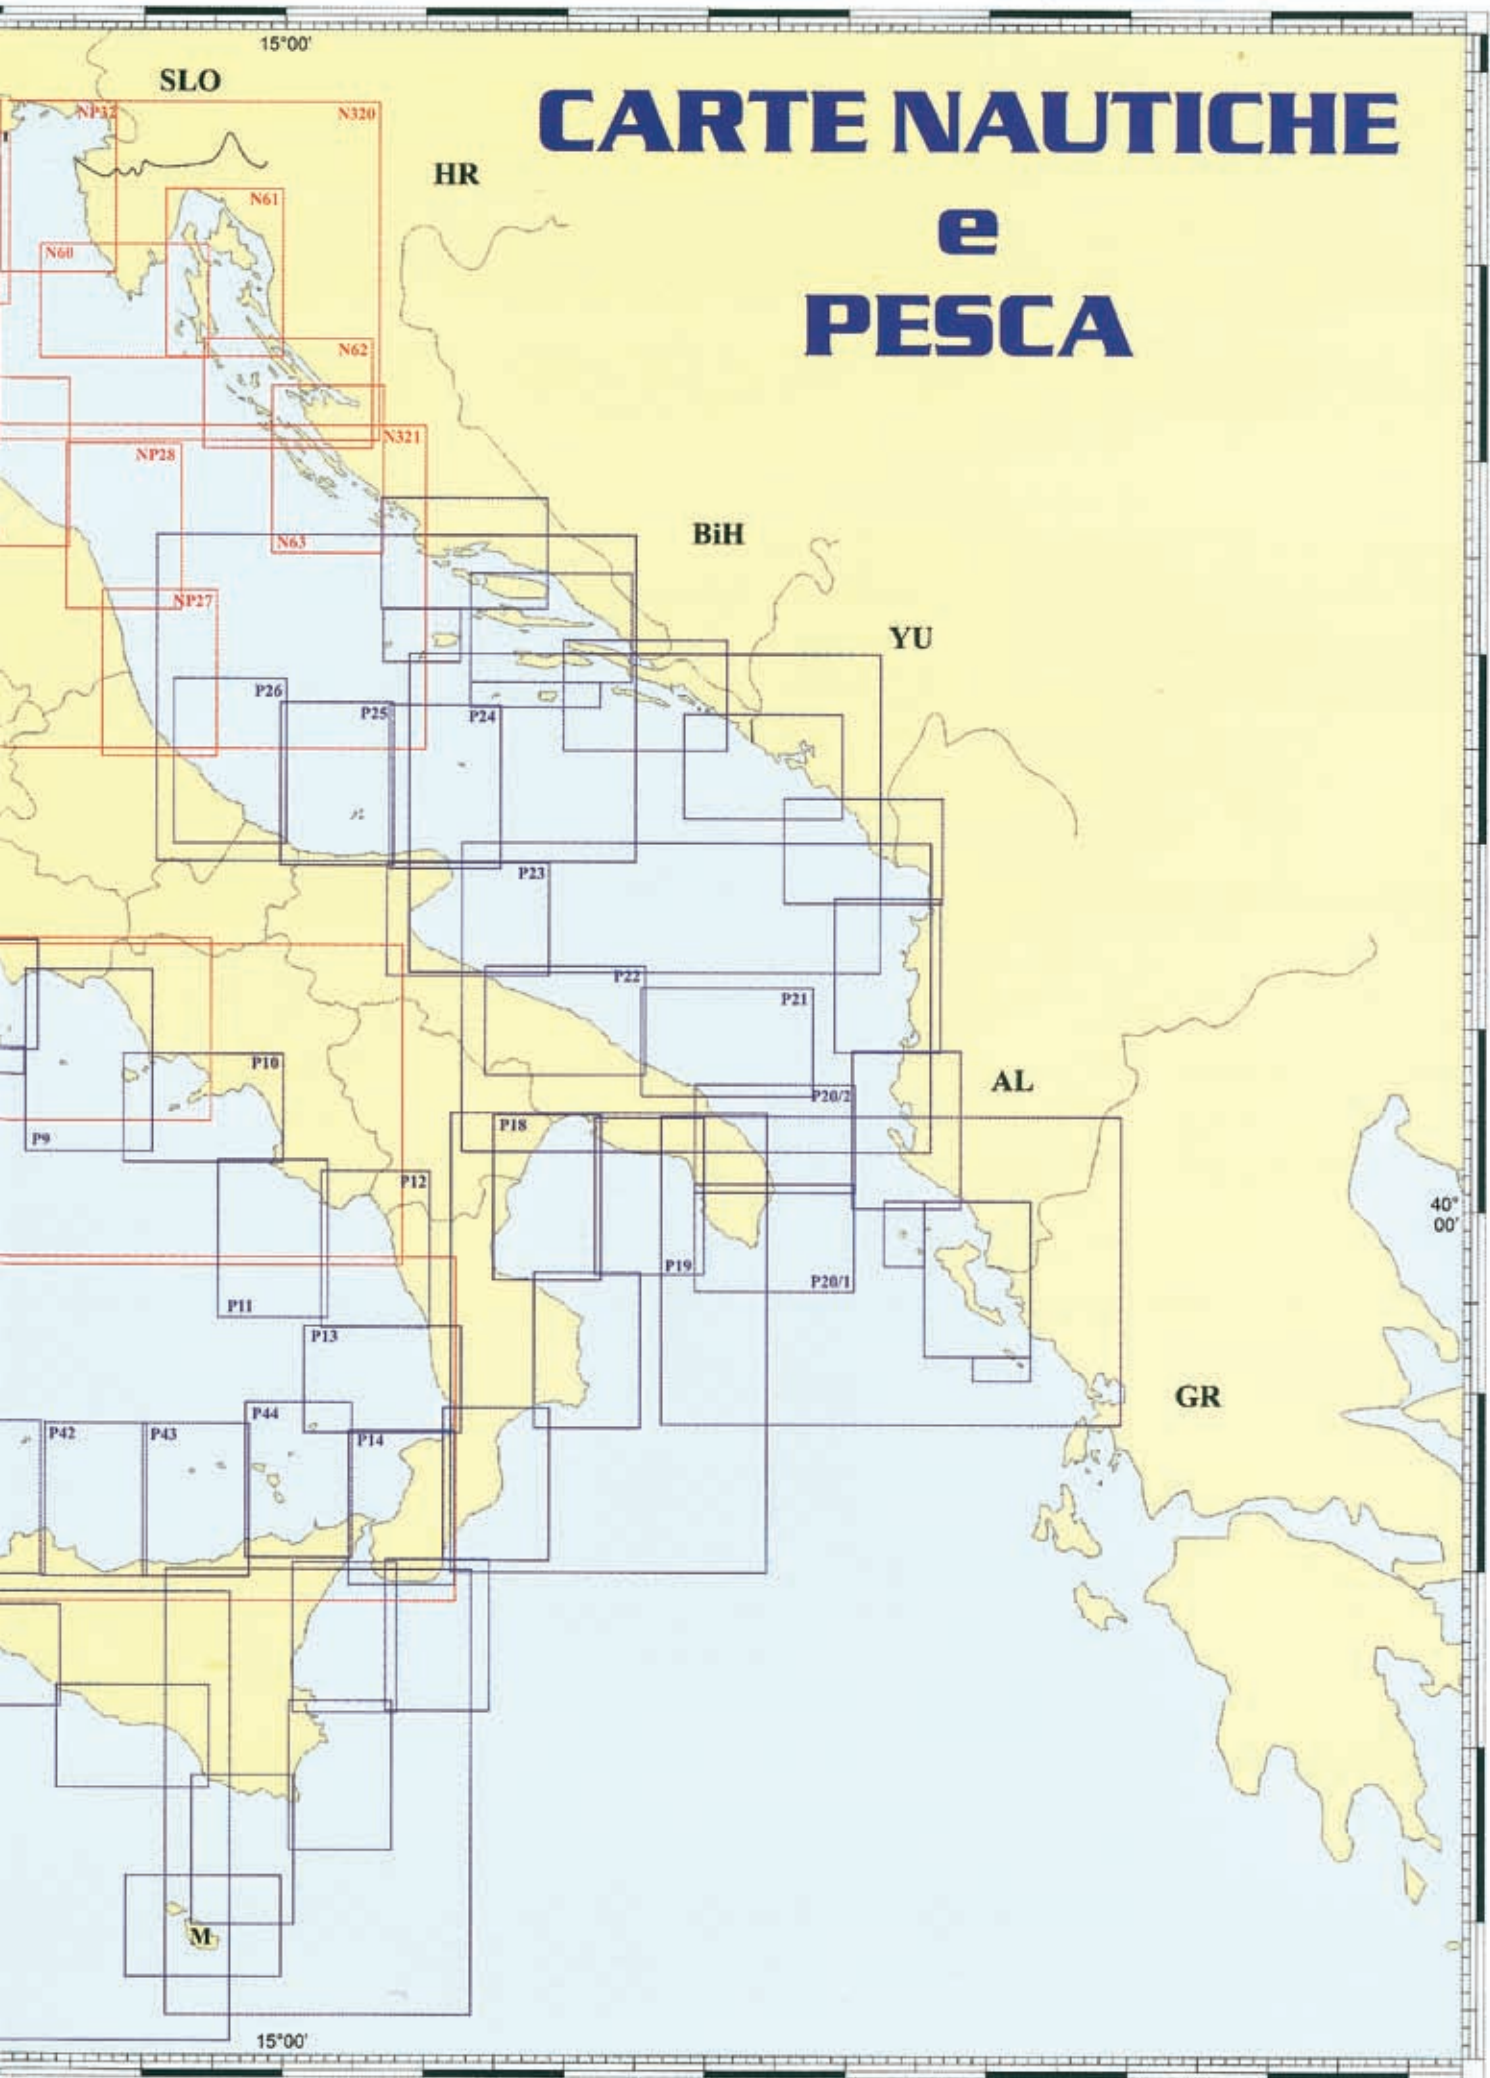 15°00'
SLO
NP32
N320
CARTE NAUTICHE
HR
N61
e
N60
PESCA
N62
N321
NP28
BiH
N63
NP27
YU
P26
P25
P24
P23
P22
P21
P10
AL
P20/2
P9
P18
P12
40°
00'
P19
P20/1
P11
P13
GR
P44
P42
P43
P14
M
15°00'